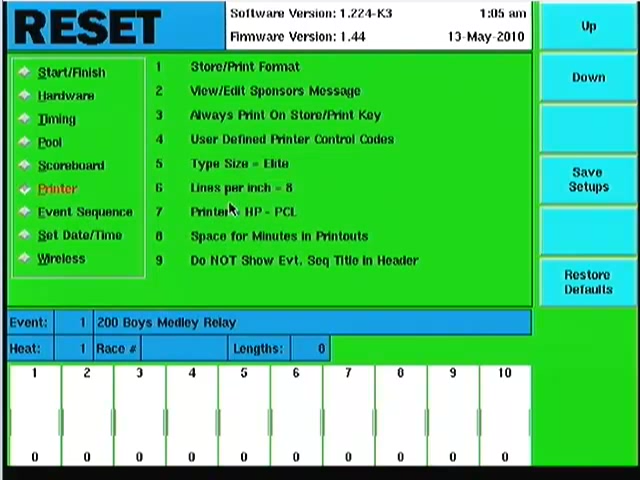 RESET
Software Version: 1.224-K3 1:05 am
Firmware Version: 1.44 13-May-2010
Start/Finish
Hardware
Timing
Pool
Scoreboard
Printer
Event Sequence
Set Date/Time
Wireless
1 Store/Print Format
2 View/Edit Sponsors Message
3 Always Print On Store/Print Key
4 User Defined Printer Control Codes
5 Type Size = Elite
6 Lines per inch = 8
7 Printer - HP - PCL
8 Space for Minutes in Printouts
9 Do NOT Show Evt. Seq Title in Header
Up
Down
Save
Setups
Restore
Defaults
Event: 1 200 Boys Medley Relay
Heat: 1 Race # Lengths: 0
1 2 3 4 5 6 7 8 9 10
0 0 0 0 0 0 0 0 0 0